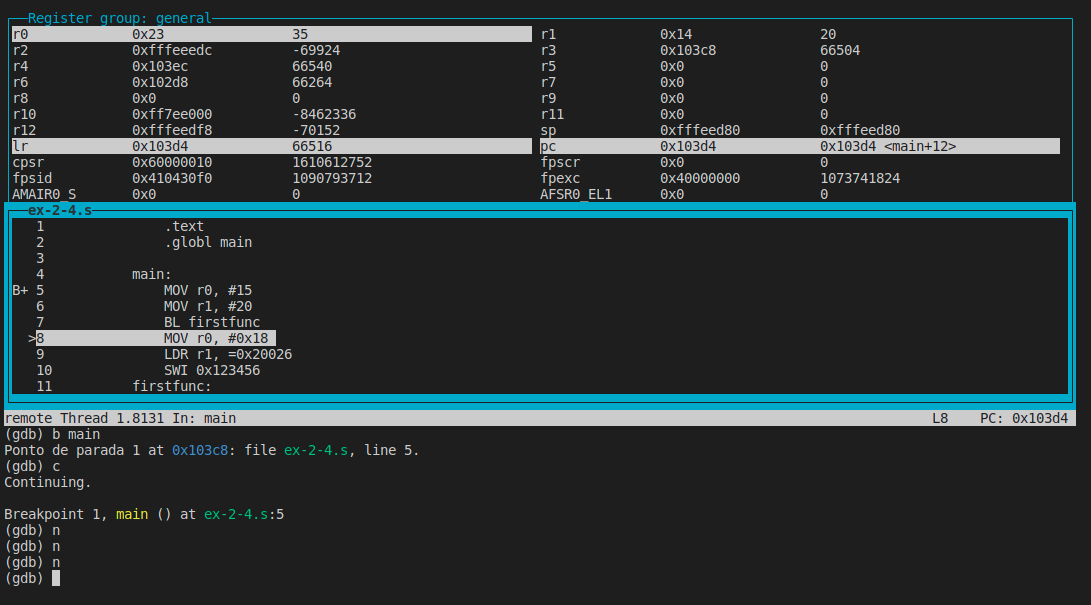 Register group: general
r0 0x23 35 r1 0x14 20
r2 0xfffeeedc -69924 r3 0x103c8 66504
r4 0x103ec 66540 r5 0x0 0
r6 0x102d8 66264 r7 0x0 0
r8 0x0 0 r9 0x0 0
r10 0xff7ee000 -8462336 r11 0x0 0
r12 0xfffeedf8 -70152 sp 0xfffeed80 0xfffeed80
lr 0x103d4 66516 pc 0x103d4 0x103d4 <main+12>
cpsr 0x60000010 1610612752 fpscr 0x0 0
fpsid 0x410430f0 1090793712 fpexc 0x40000000 1073741824
AMAIR0_S 0x0 0 AFSR0_EL1 0x0 0
ex-2-4.s
1 .text
2 .globl main
3
4 main:
B+ 5 MOV r0, #15
6 MOV r1, #20
7 BL firstfunc
>8 MOV r0, #0x18
9 LDR r1, =0x20026
10 SWI 0x123456
11 firstfunc:
remote Thread 1.8131 In: main L8 PC: 0x103d4
(gdb) b main
Ponto de parada 1 at 0x103c8: file ex-2-4.s, line 5.
(gdb) c
Continuing.
Breakpoint 1, main () at ex-2-4.s:5
(gdb) n
(gdb) n
(gdb) n
(gdb)